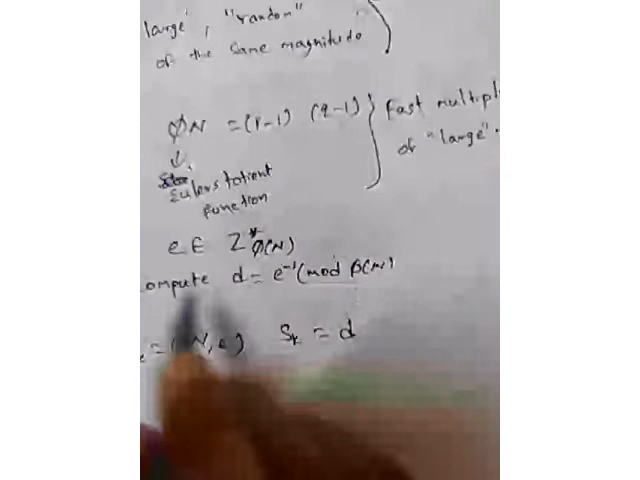 large", "random"
of the same magnitude
ØN = (P-1) (q-1) } Fast multipl
of "large".
↓
Eulers totient
function
e ∈ Z*φ(N)
ompute d = e⁻¹(mod φ(N)
= (N,e) Sk = d